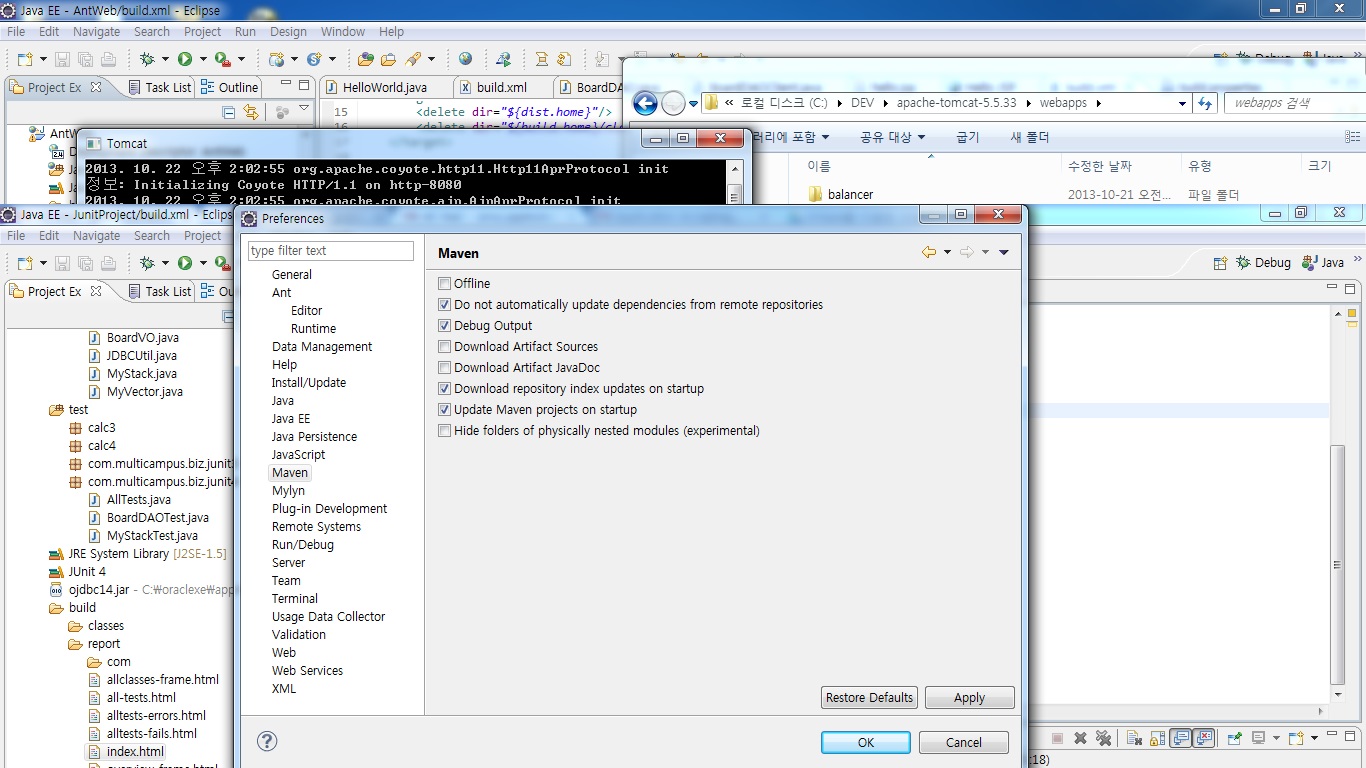 Java EE - AntWeb/build.xml - Eclipse
File Edit Navigate Search Project Run Design Window Help
Debug Java
Project Ex Task List Outline
HelloWorld.java build.xml BoardDA
« 로컬 디스크 (C:) DEV apache-tomcat-5.5.33 webapps
webapps 검색
15 <delete dir="${dist.home}"/>
16 <delete dir="${build.home}/cl
AntW
러리에 포함 공유 대상 굽기 새 폴더
이름 수정한 날짜 유형 크기
balancer 2013-10-21 오전... 파일 폴더
Tomcat
2013. 10. 22 오후 2:02:55 org.apache.coyote.http11.Http11AprProtocol init
정보: Initializing Coyote HTTP/1.1 on http-8080
2013. 10. 22 오후 2:02:55 org.apache.coyote.ajp.AjpAprProtocol init
Java EE - JunitProject/build.xml - Eclips
File Edit Navigate Search Project
Debug Java
Project Ex Task List Ou
BoardVO.java
JDBCUtil.java
MyStack.java
MyVector.java
test
calc3
calc4
com.multicampus.biz.junit
com.multicampus.biz.junit4
AllTests.java
BoardDAOTest.java
MyStackTest.java
JRE System Library [J2SE-1.5]
JUnit 4
ojdbc14.jar - C:₩oraclexe₩app
build
classes
report
com
allclasses-frame.html
all-tests.html
alltests-errors.html
alltests-fails.html
index.html
overview-frame.html
Preferences
type filter text
General
Ant
Editor
Runtime
Data Management
Help
Install/Update
Java
Java EE
Java Persistence
JavaScript
Maven
Mylyn
Plug-in Development
Remote Systems
Run/Debug
Server
Team
Terminal
Usage Data Collector
Validation
Web
Web Services
XML
Maven
Offline
Do not automatically update dependencies from remote repositories
Debug Output
Download Artifact Sources
Download Artifact JavaDoc
Download repository index updates on startup
Update Maven projects on startup
Hide folders of physically nested modules (experimental)
Restore Defaults Apply
OK Cancel
:18)